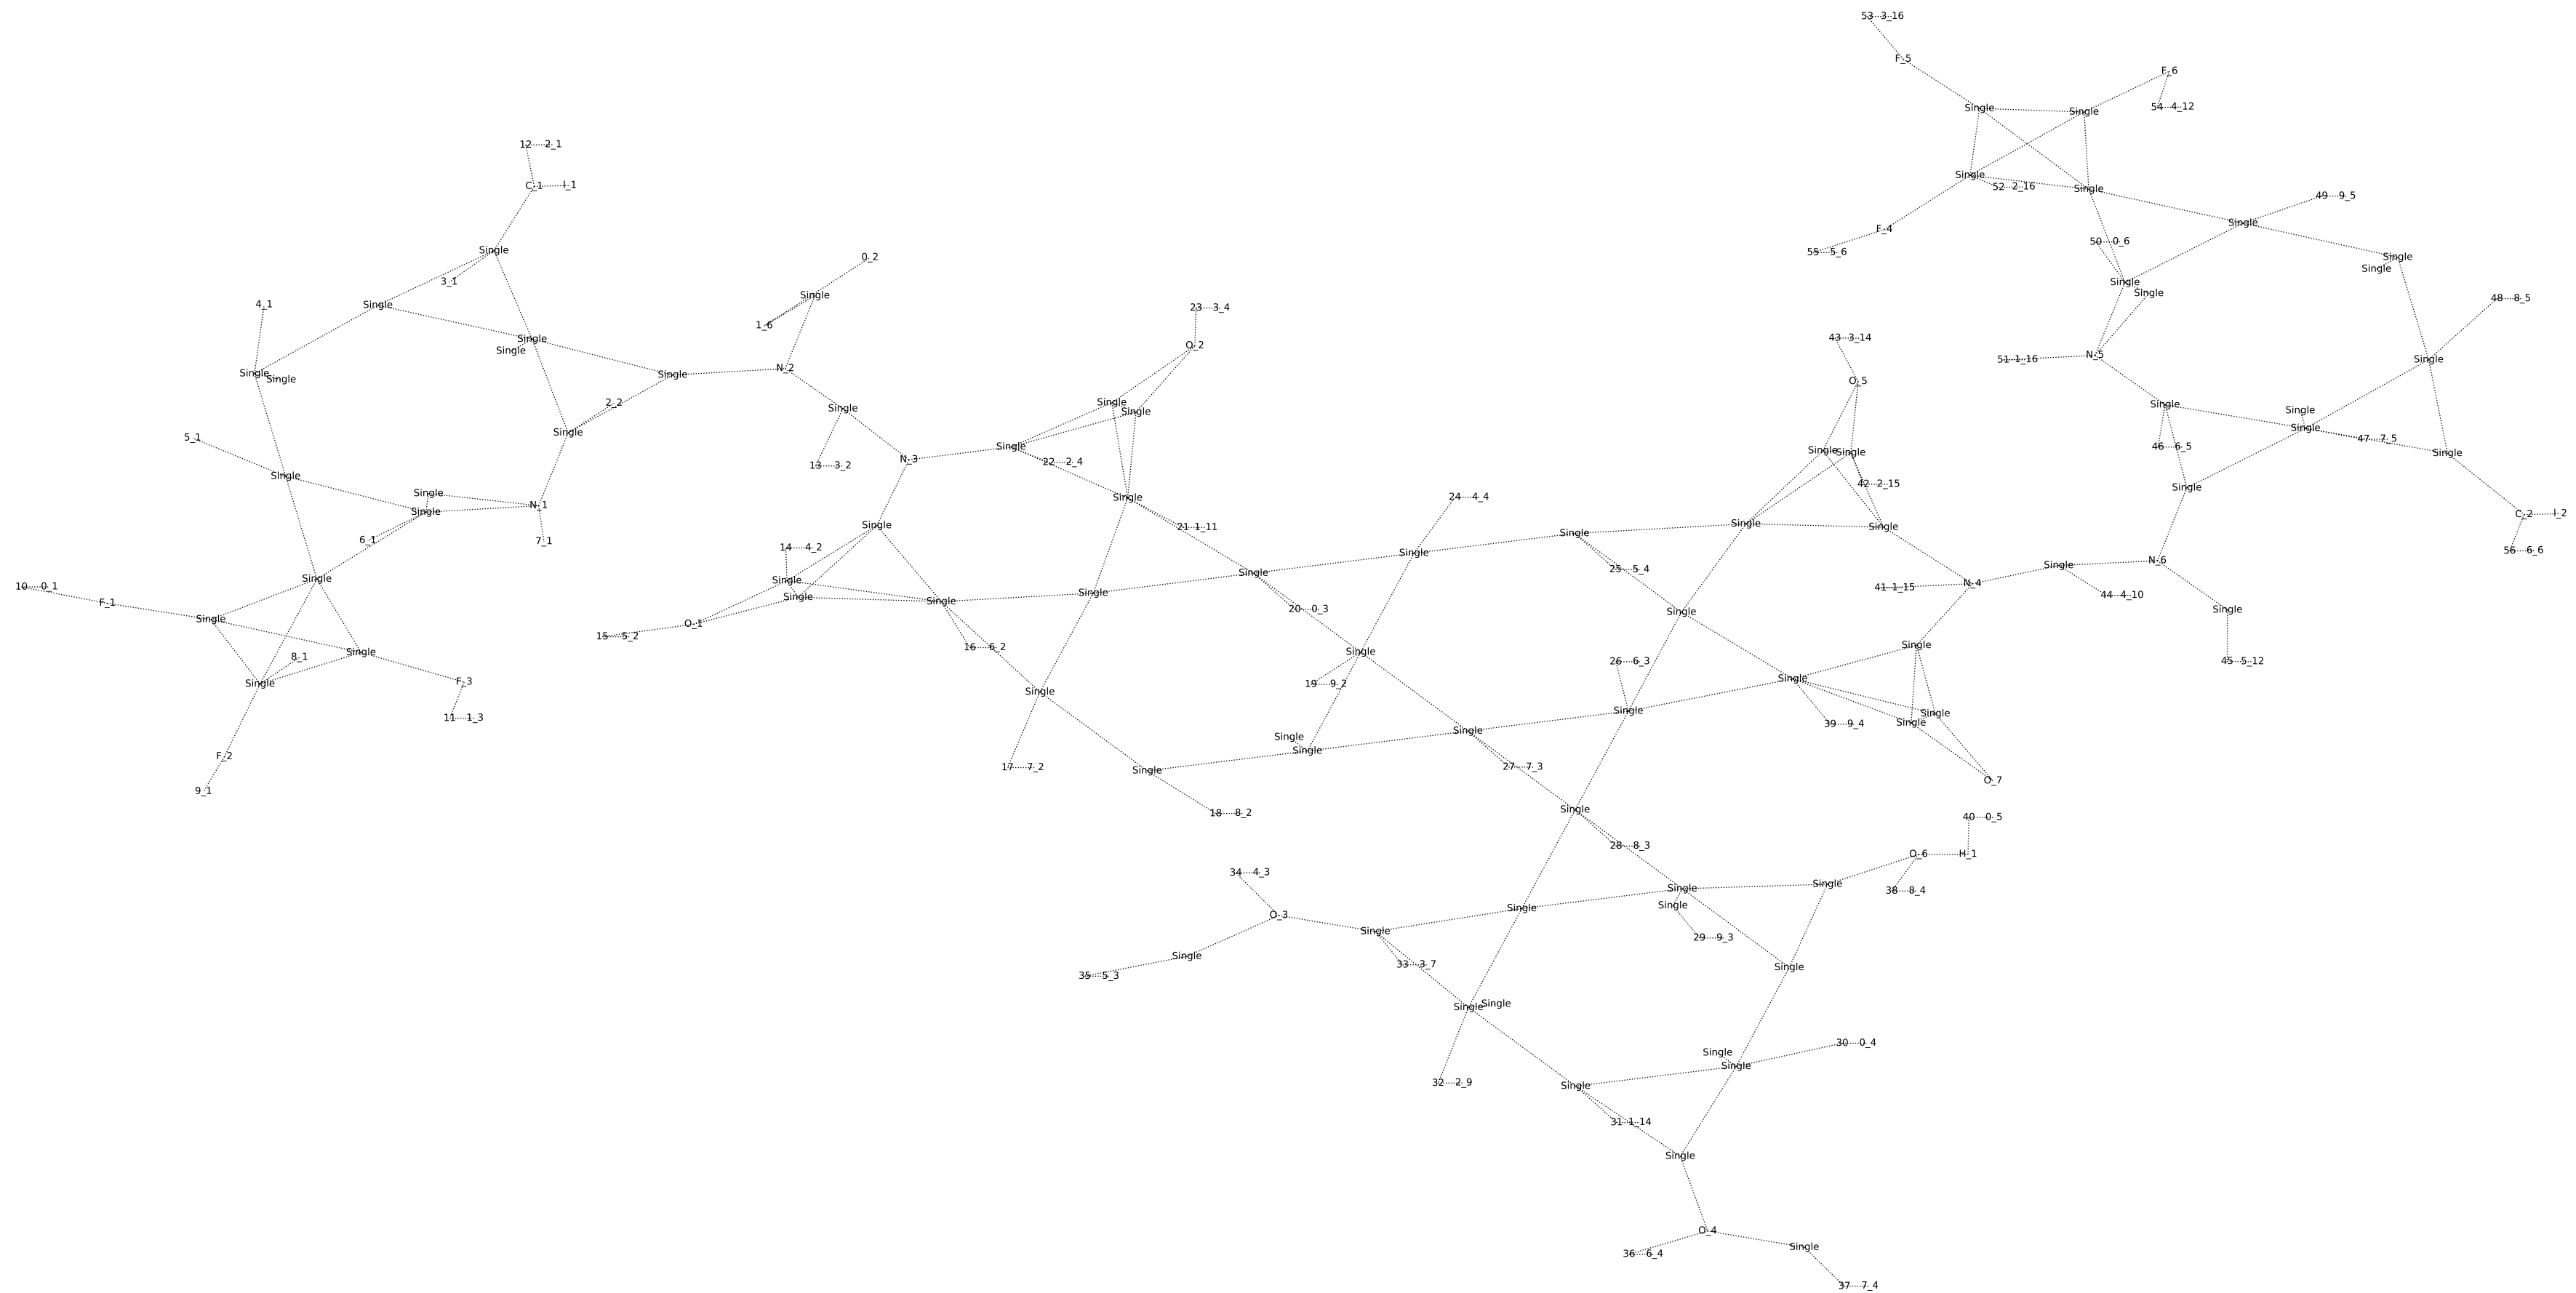 53 3_16
F_5
F_6
54 4_12
Single Single
12 2_1
C_1 I_1
Single 52 2_16 Single
49 9_5
Single
F_4
50 0_6
Single
3_1
55 5_6
0_2
Single
Single
Single Single
Single
4_1
Single
1_6
48 8_5
23 3_4
Single
Single
43 3_14
O_2
51 1_16 N_5
Single
N_2
Single
Single Single
O_5
2_2
Single
Single
Single
Single
Single
5_1
Single
Single
47 7_5
Single
46 6_5
Single
Single Single
N_3
22 2_4
Single
42 2_15
Single
Single
Single
24 4_4
N_1
Single
C_2 I_2
Single
Single
21 1_11
Single
Single
Single
6_1
7_1
14 4_2
Single
56 6_6
N_6
Single
25 5_4
Single
Single
Single
N_4
41 1_15
10 0_1
Single
Single
Single
44 4_10
F_1
20 0_3
Single
Single
Single
O_1
15 5_2
Single
16 6_2
Single
Single
8_1
26 6_3
45 5_12
Single
F_3
19 9_2
Single
Single
11 1_3
Single
Single
39 9_4
Single
Single
Single
Single
F_2
17 7_2
27 7_3
Single
O_7
9_1
Single
18 8_2
40 0_5
28 8_3
O_6 H_1
34 4_3
Single
Single
38 8_4
Single
Single
O_3
Single
29 9_3
Single
33 3_7
Single
35 5_3
Single
Single
30 0_4
Single
Single
32 2_9
Single
31 1_14
Single
O_4
Single
36 6_4
37 7_4